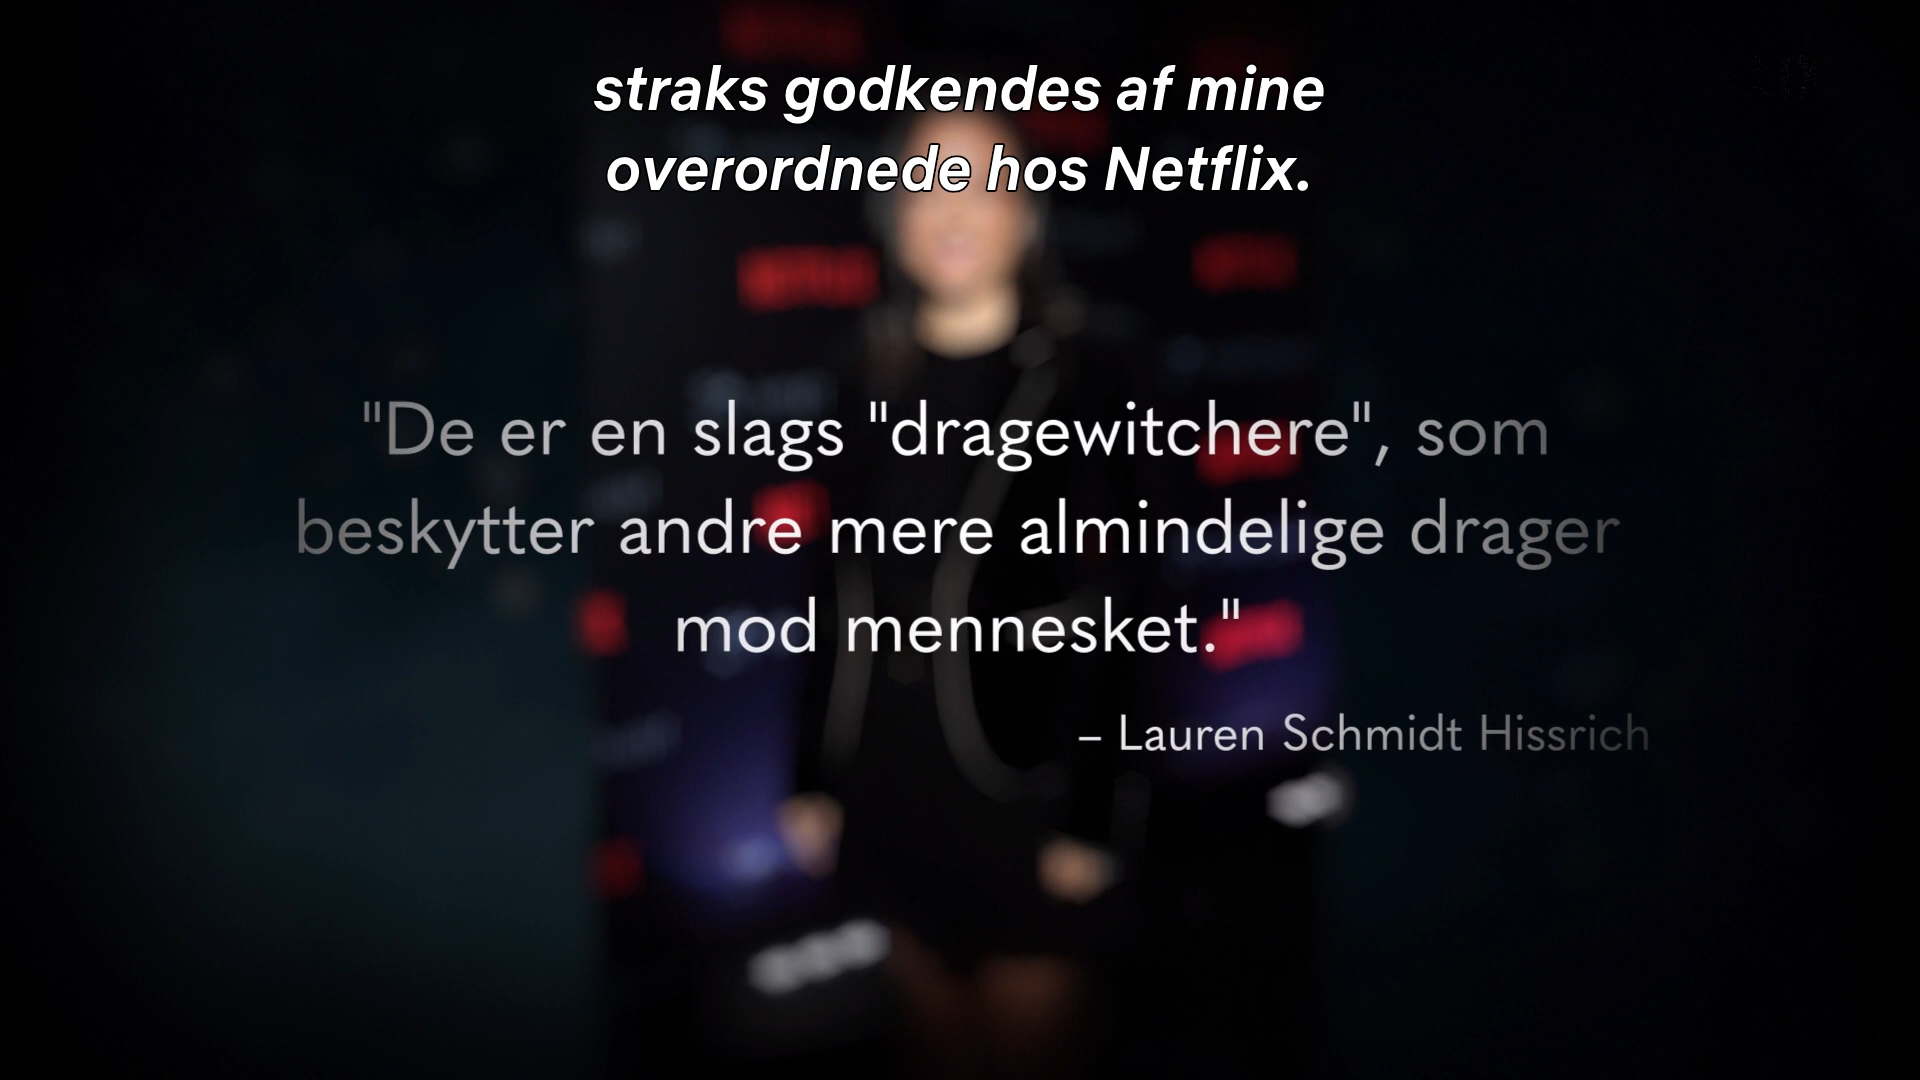 straks godkendes af mine
overordnede hos Netflix.
"De er en slags "dragewitchere", som
beskytter andre mere almindelige drager
mod mennesket."
– Lauren Schmidt Hissrich